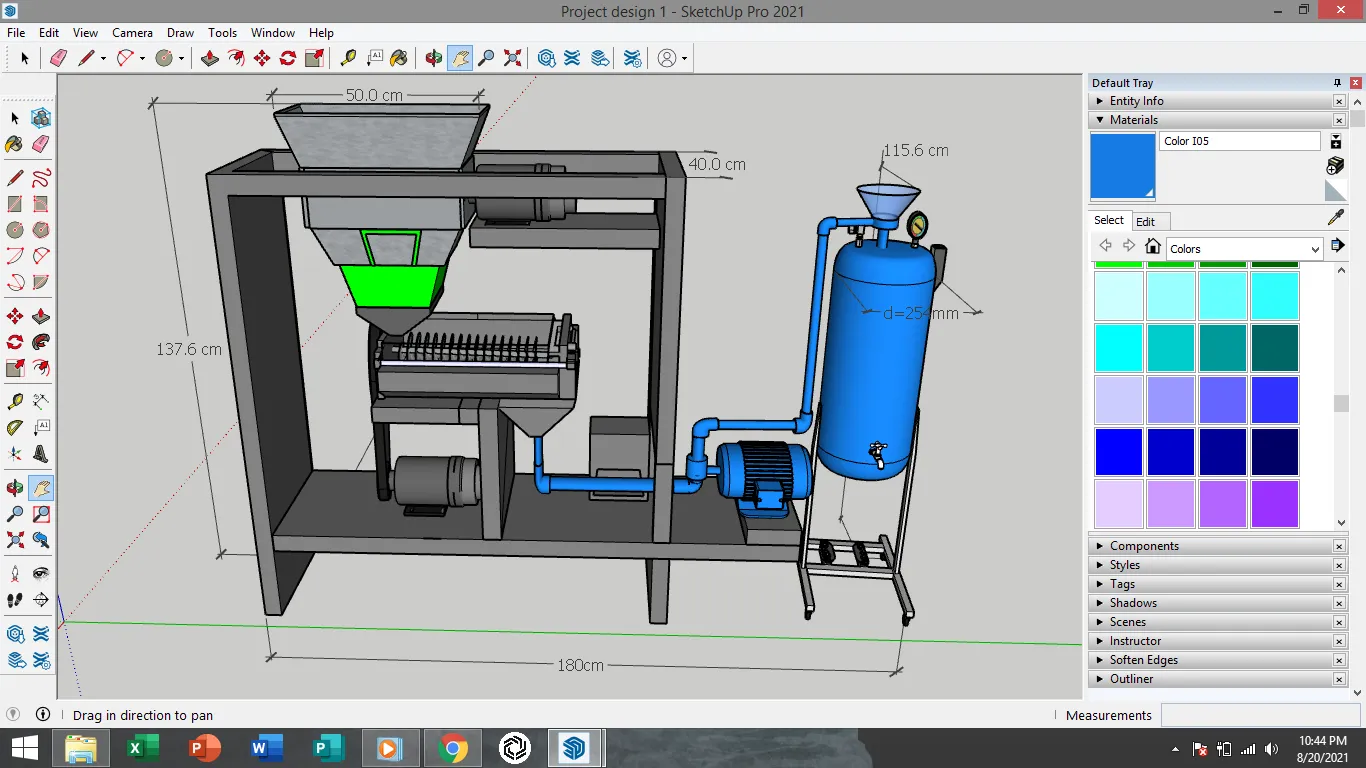 Project design 1 - SketchUp Pro 2021
File Edit View Camera Draw Tools Window Help
A1
Default Tray
Entity Info
Materials
Color I05
Select Edit
Colors
50.0 cm
40.0 cm
115.6 cm
d=254mm
137.6 cm
180cm
A1
Components
Styles
Tags
Shadows
Scenes
Instructor
Soften Edges
Outliner
Drag in direction to pan
Measurements
10:44 PM
8/20/2021